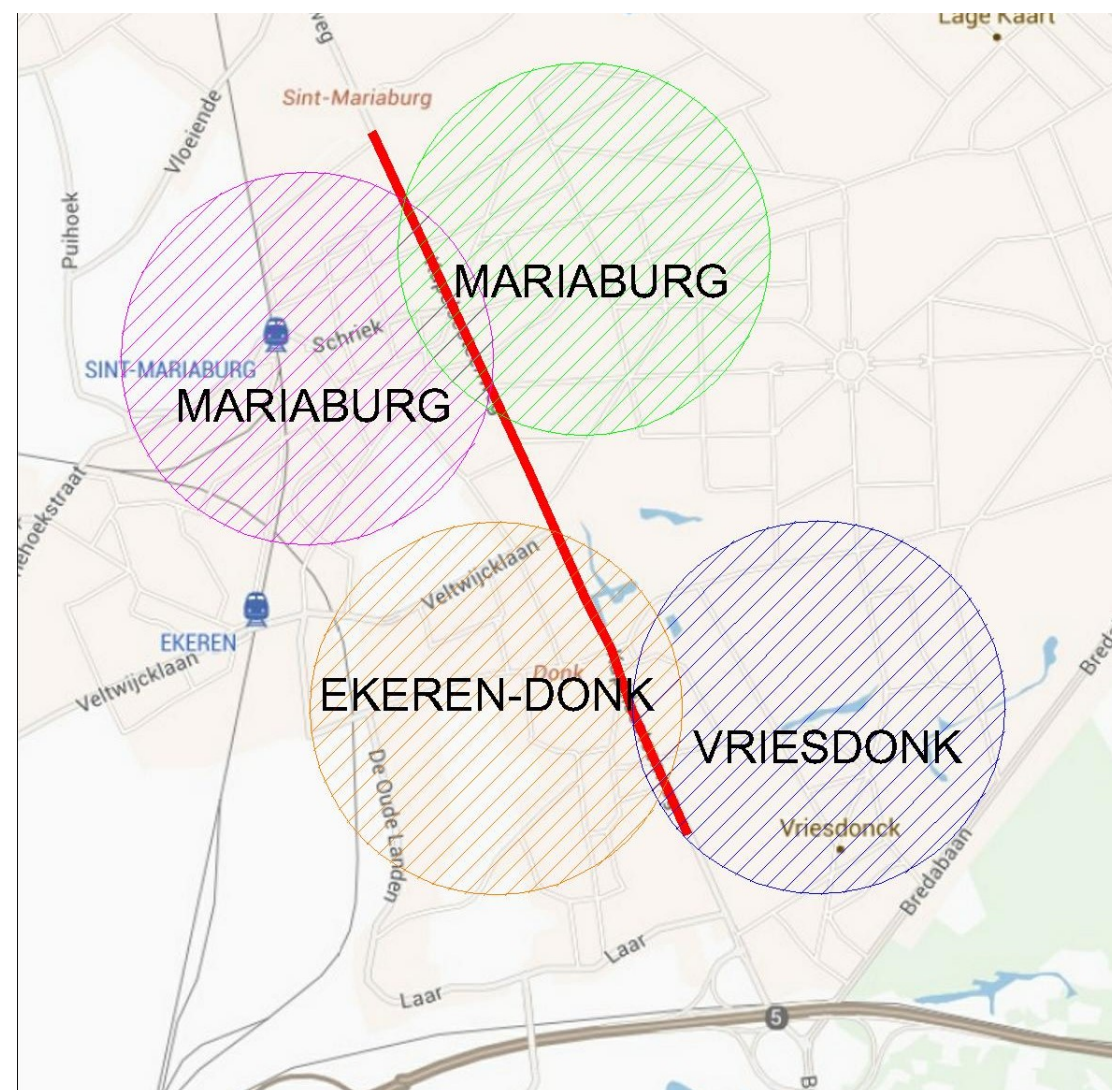 weg
Lage Kaart
Sint-Mariaburg
Vloeiende
Puihoek
MARIABURG
Schriek
SINT-MARIABURG
MARIABURG
Veltwijcklaan
EKEREN
Donk
Veltwijcklaan
EKEREN-DONK
VRIESDONK
De Oude Landen
Vriesdonck
Bredabaan
Laar
Laar
5